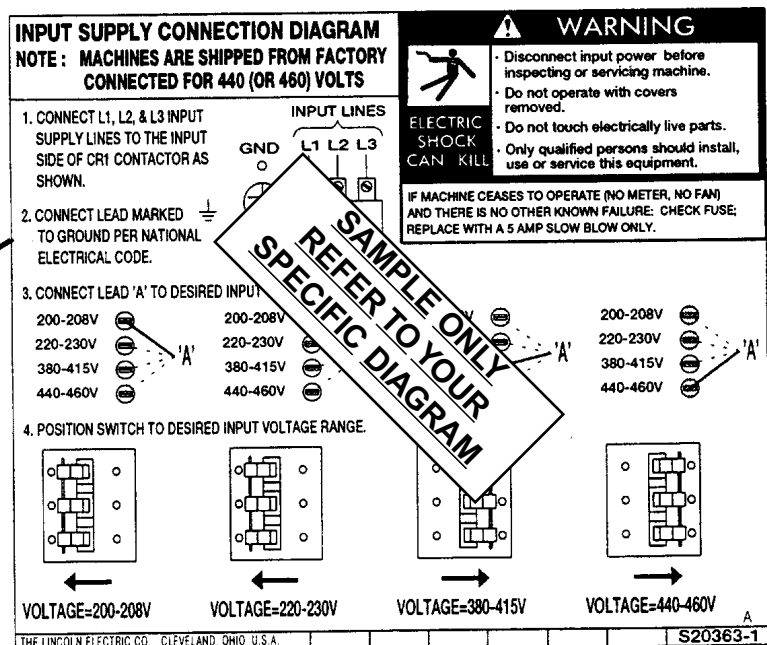 INPUT SUPPLY CONNECTION DIAGRAM
NOTE : MACHINES ARE SHIPPED FROM FACTORY
CONNECTED FOR 440 (OR 460) VOLTS
WARNING
ELECTRIC
SHOCK
CAN KILL
· Disconnect input power before
inspecting or servicing machine.
· Do not operate with covers
removed.
· Do not touch electrically live parts.
· Only qualified persons should install,
use or service this equipment.
IF MACHINE CEASES TO OPERATE (NO METER, NO FAN)
AND THERE IS NO OTHER KNOWN FAILURE: CHECK FUSE;
REPLACE WITH A 5 AMP SLOW BLOW ONLY.
1. CONNECT L1, L2, & L3 INPUT
SUPPLY LINES TO THE INPUT
SIDE OF CR1 CONTACTOR AS
SHOWN.
INPUT LINES
GND L1 L2 L3
2. CONNECT LEAD MARKED
TO GROUND PER NATIONAL
ELECTRICAL CODE.
SAMPLE ONLY
REFER TO YOUR
SPECIFIC DIAGRAM
3. CONNECT LEAD 'A' TO DESIRED INPUT
200-208V
220-230V
380-415V
440-460V
'A'
200-208V
220-230V
380-415V
440-460V
'A'
200-208V
220-230V
380-415V
440-460V
'A'
4. POSITION SWITCH TO DESIRED INPUT VOLTAGE RANGE.
VOLTAGE=200-208V
VOLTAGE=220-230V
VOLTAGE=380-415V
VOLTAGE=440-460V
A
THE LINCOLN ELECTRIC CO. CLEVELAND, OHIO U.S.A.
S20363-1